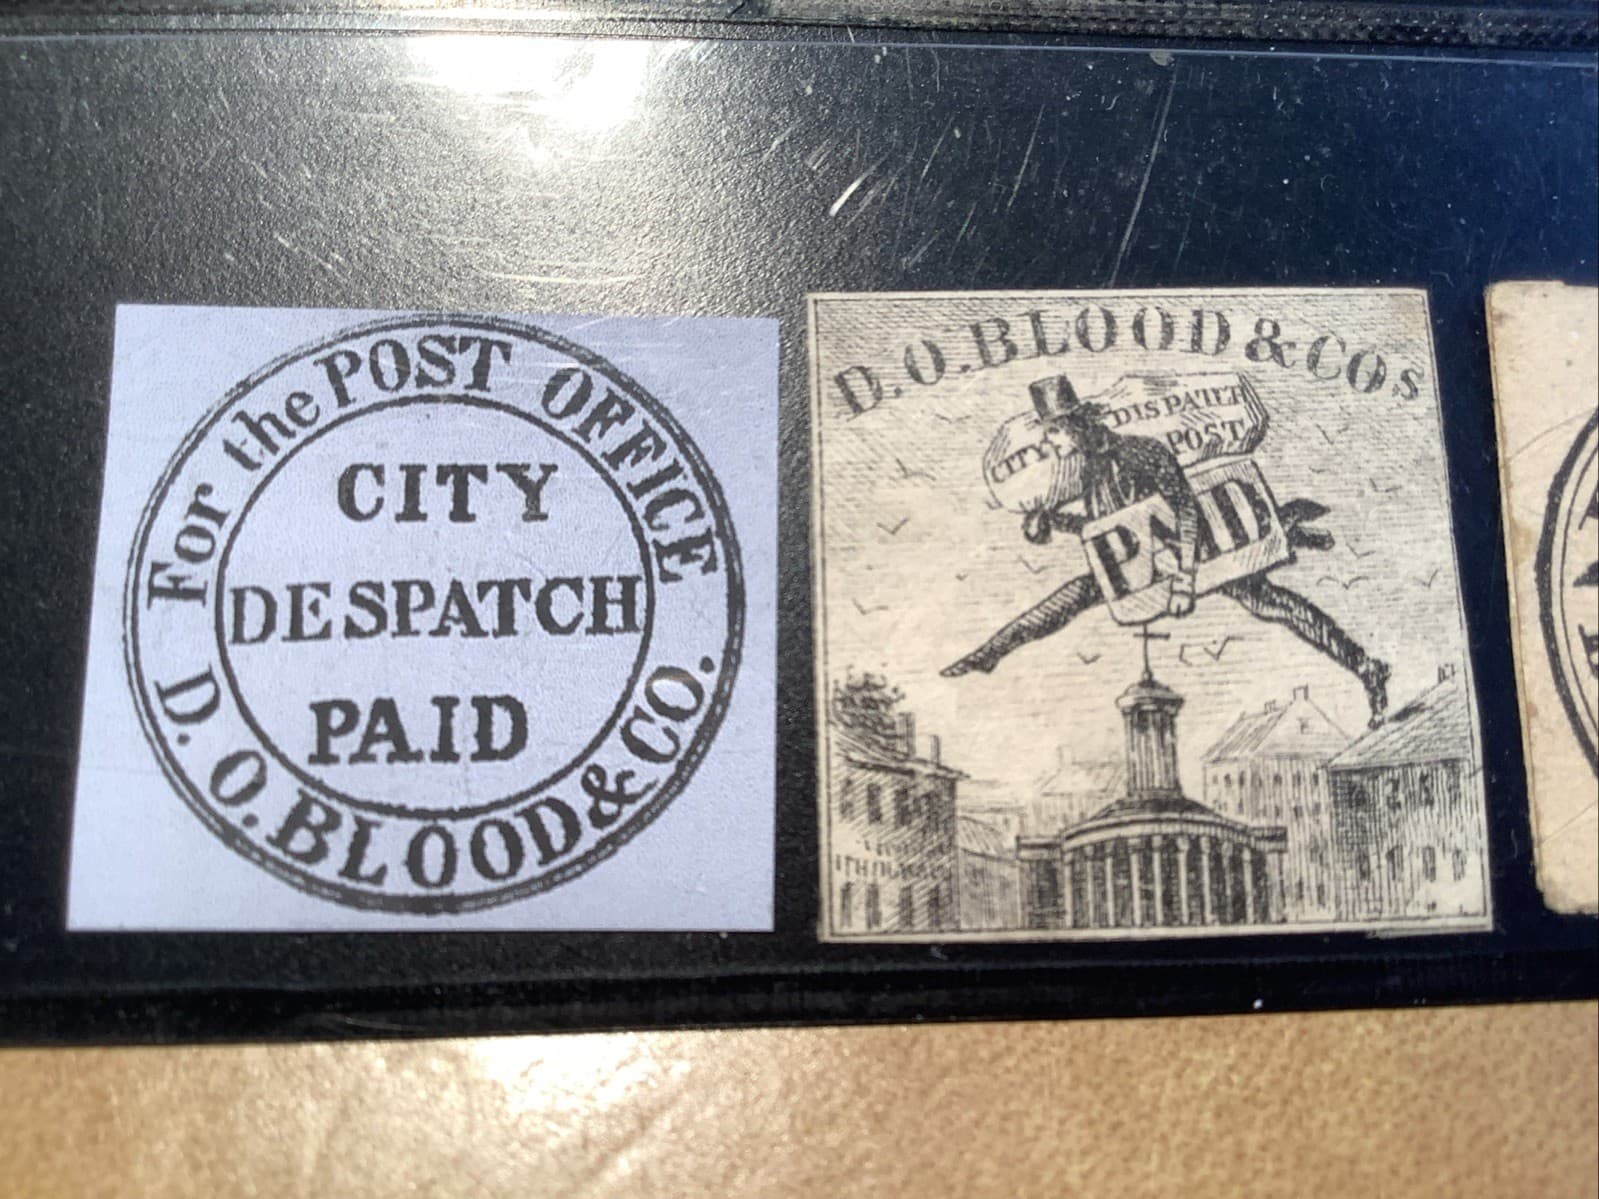 For the POST OFFICE
CITY
DESPATCH
PAID
D. O. BLOOD & CO.
D.O.BLOOD & COs
CITY
DISPATCH
POST
PAID